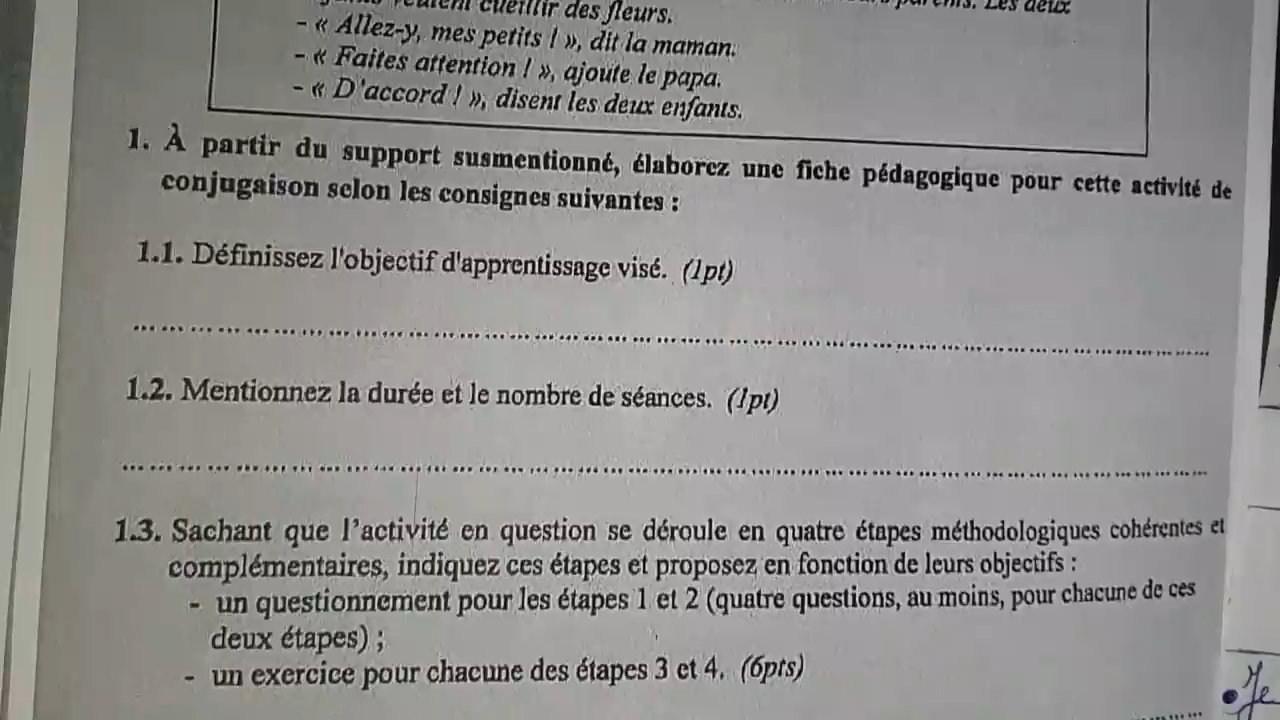 cueillir des fleurs.
Les deux
- « Allez-y, mes petits ! », dit la maman.
- « Faites attention ! », ajoute le papa.
- « D'accord ! », disent les deux enfants.
1. À partir du support susmentionné, élaborez une fiche pédagogique pour cette activité de
conjugaison selon les consignes suivantes :
1.1. Définissez l'objectif d'apprentissage visé. (1pt)
1.2. Mentionnez la durée et le nombre de séances. (1pt)
1.3. Sachant que l'activité en question se déroule en quatre étapes méthodologiques cohérentes et
complémentaires, indiquez ces étapes et proposez en fonction de leurs objectifs :
- un questionnement pour les étapes 1 et 2 (quatre questions, au moins, pour chacune de ces
deux étapes) ;
- un exercice pour chacune des étapes 3 et 4. (6pts)